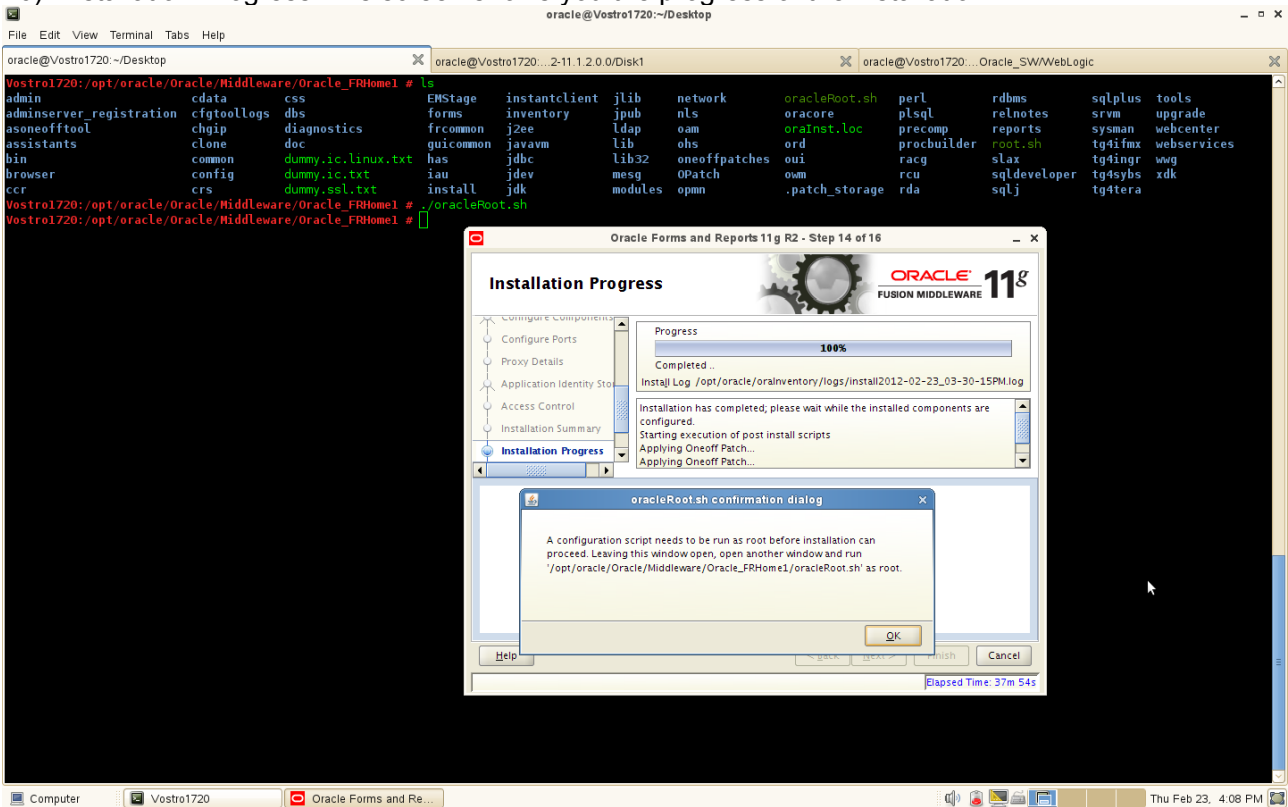 oracle@Vostro1720:~/Desktop
File Edit View Terminal Tabs Help
oracle@Vostro1720:~/Desktop oracle@Vostro1720:...2-11.1.2.0.0/Disk1 oracle@Vostro1720:...Oracle_SW/WebLogic
Vostro1720:/opt/oracle/Oracle/Middleware/Oracle_FRHome1 # ls
admin cdata css EMStage instantclient jlib network oracleRoot.sh perl rdbms sqlplus tools
adminserver_registration cfgtoollogs dbs forms inventory jpub nls oracore plsql relnotes srvm upgrade
asoneofftool chgip diagnostics frcommon j2ee ldap oam oraInst.loc precomp reports sysman webcenter
assistants clone doc guicommon javavm lib ohs ord procbuilder root.sh tg4ifmx webservices
bin common dummy.ic.linux.txt has jdbc lib32 oneoffpatches oui racg slax tg4ingr wwg
browser config dummy.ic.txt iau jdev mesg OPatch owm rcu sqldeveloper tg4sybs xdk
ccr crs dummy.ssl.txt install jdk modules opmn .patch_storage rda sqlj tg4tera
Vostro1720:/opt/oracle/Oracle/Middleware/Oracle_FRHome1 # ./oracleRoot.sh
Vostro1720:/opt/oracle/Oracle/Middleware/Oracle_FRHome1 #
Oracle Forms and Reports 11g R2 - Step 14 of 16
Installation Progress
ORACLE
FUSION MIDDLEWARE 11g
Configure Components
Configure Ports
Proxy Details
Application Identity Stor
Access Control
Installation Summary
Installation Progress
Progress
100%
Completed ..
Install Log /opt/oracle/oraInventory/logs/install2012-02-23_03-30-15PM.log
Installation has completed; please wait while the installed components are
configured.
Starting execution of post install scripts
Applying Oneoff Patch...
Applying Oneoff Patch...
oracleRoot.sh confirmation dialog
A configuration script needs to be run as root before installation can
proceed. Leaving this window open, open another window and run
'/opt/oracle/Oracle/Middleware/Oracle_FRHome1/oracleRoot.sh' as root.
OK
Help < Back Next > Finish Cancel
Elapsed Time: 37m 54s
Computer Vostro1720 Oracle Forms and Re... Thu Feb 23, 4:08 PM